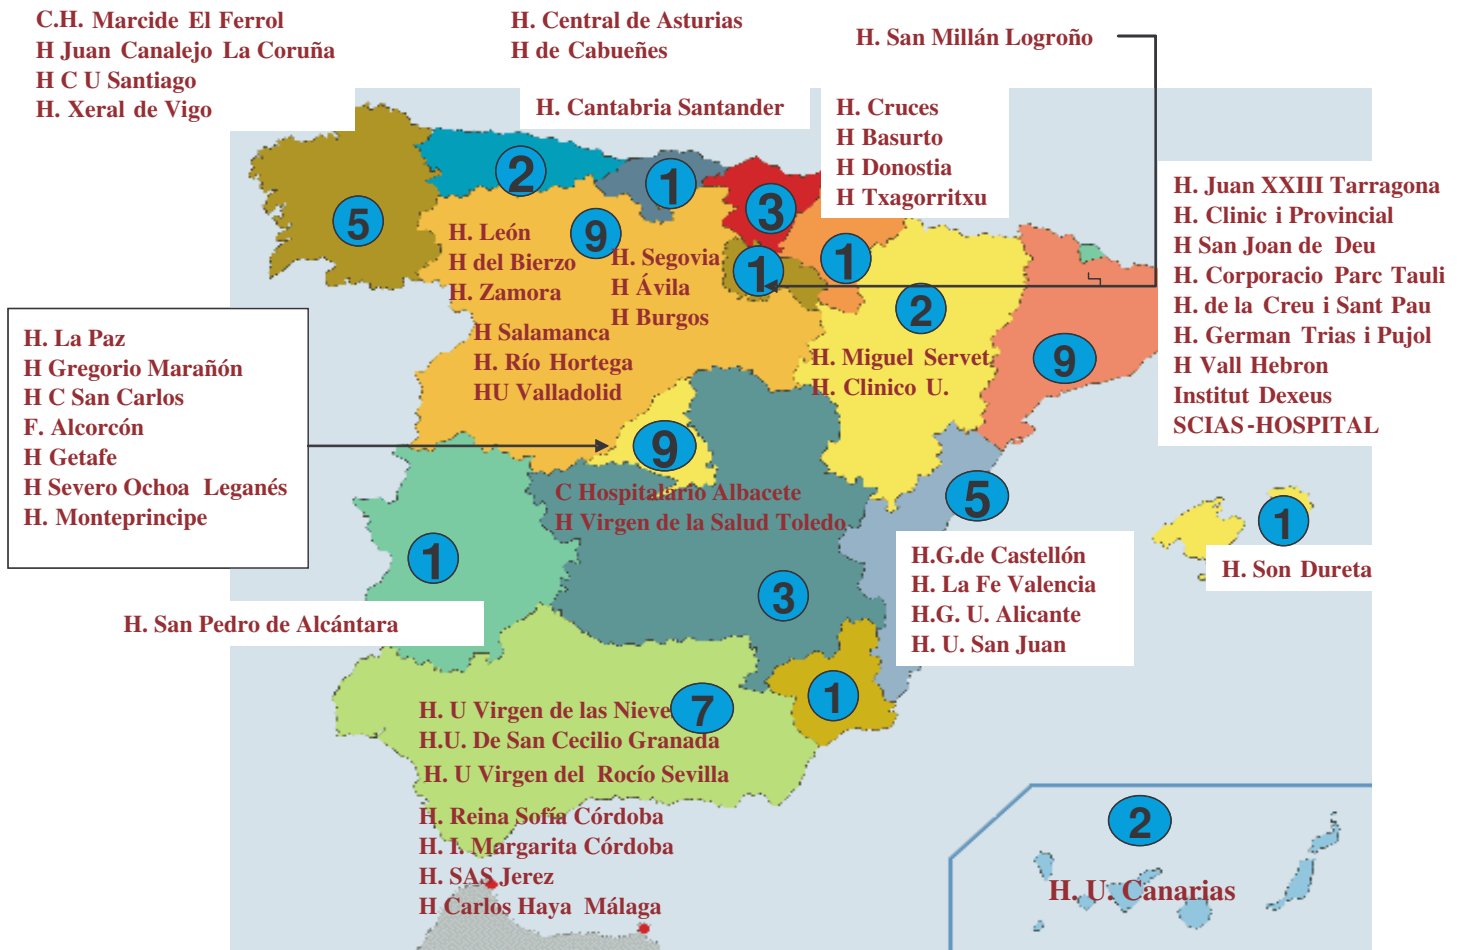 C.H. Marcide El Ferrol
H Juan Canalejo La Coruña
H C U Santiago
H. Xeral de Vigo
H. Central de Asturias
H de Cabueñes
H. San Millán Logroño
H. Cantabria Santander
H. Cruces
H Basurto
H Donostia
H Txagorritxu
H. Juan XXIII Tarragona
H. Clinic i Provincial
H San Joan de Deu
H. Corporacio Parc Tauli
H. de la Creu i Sant Pau
H. German Trias i Pujol
H Vall Hebron
Institut Dexeus
SCIAS-HOSPITAL
5
2
1
3
9
1
1
2
9
H. León
H del Bierzo
H. Zamora
H. Segovia
H Ávila
H Burgos
H Salamanca
H. Río Hortega
HU Valladolid
H. Miguel Servet
H. Clinico U.
H. La Paz
H Gregorio Marañón
H C San Carlos
F. Alcorcón
H Getafe
H Severo Ochoa Leganés
H. Monteprincipe
9
C Hospitalario Albacete
H Virgen de la Salud Toledo
5
1
H. Son Dureta
1
3
H.G.de Castellón
H. La Fe Valencia
H.G. U. Alicante
H. U. San Juan
H. San Pedro de Alcántara
1
7
H. U Virgen de las Nieve
H.U. De San Cecilio Granada
H. U Virgen del Rocío Sevilla
H. Reina Sofía Córdoba
H. I. Margarita Córdoba
H. SAS Jerez
H Carlos Haya Málaga
2
H. U. Canarias